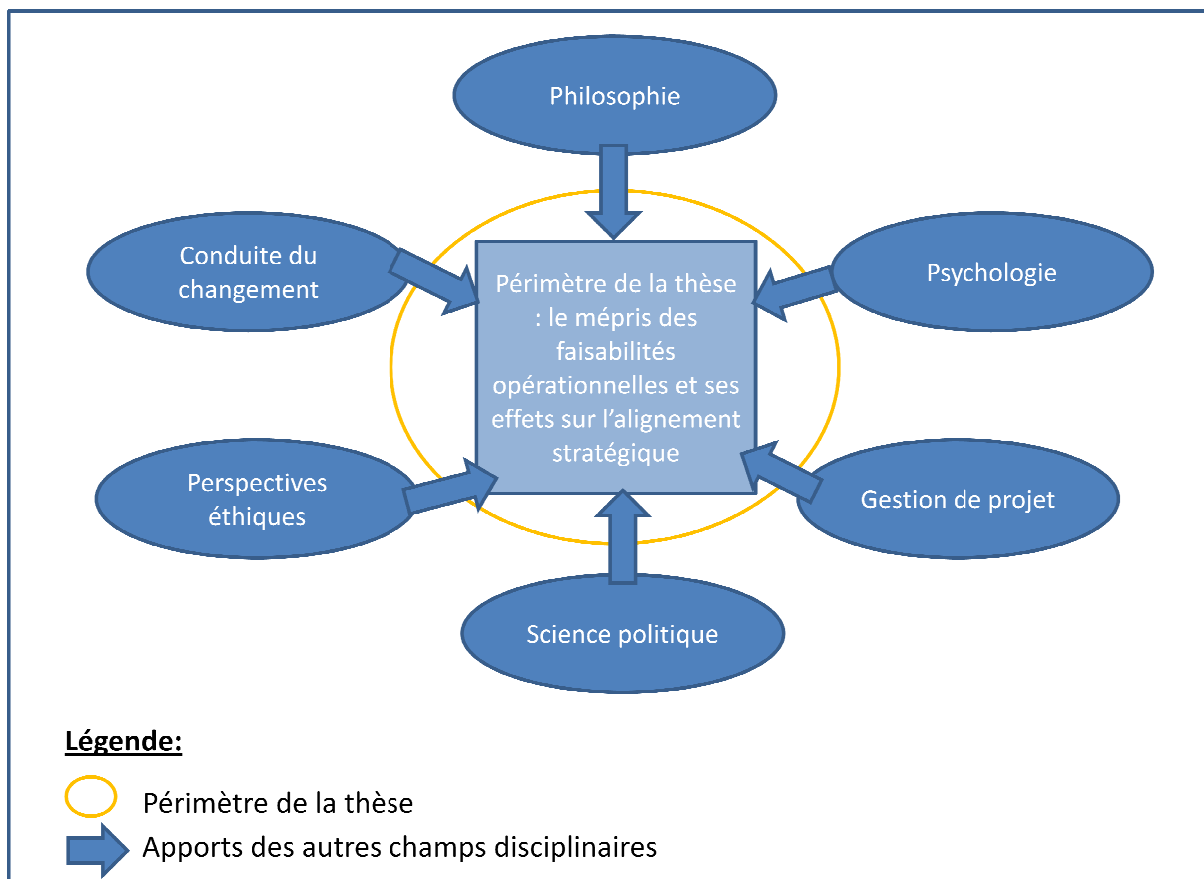 Philosophie
Conduite du
changement
Psychologie
Périmètre de la thèse
: le mépris des
faisabilités
opérationnelles et ses
effets sur l’alignement
stratégique
Perspectives
éthiques
Gestion de projet
Science politique
Légende:
Périmètre de la thèse
Apports des autres champs disciplinaires